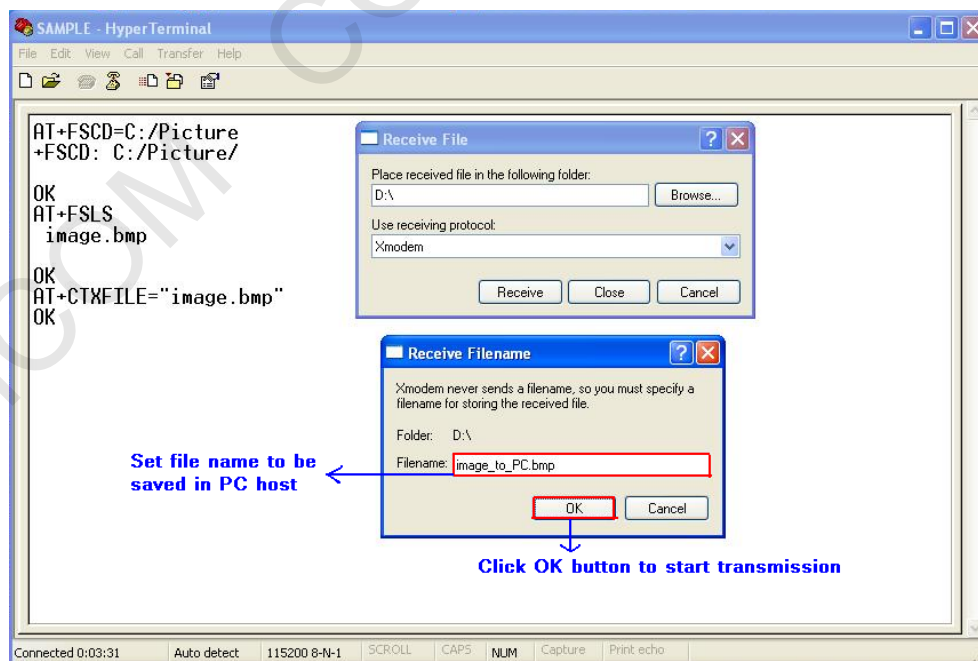 SAMPLE - HyperTerminal
File Edit View Call Transfer Help
AT+FSCD=C:/Picture
+FSCD: C:/Picture/
OK
AT+FSLS
image.bmp
OK
AT+CTXFILE="image.bmp"
OK
Receive File
Place received file in the following folder:
D:\
Browse...
Use receiving protocol:
Xmodem
Receive Close Cancel
Receive Filename
Xmodem never sends a filename, so you must specify a
filename for storing the received file.
Folder: D:\
Filename: image_to_PC.bmp
OK Cancel
Set file name to be
saved in PC host
Click OK button to start transmission
Connected 0:03:31 Auto detect 115200 8-N-1 SCROLL CAPS NUM Capture Print echo